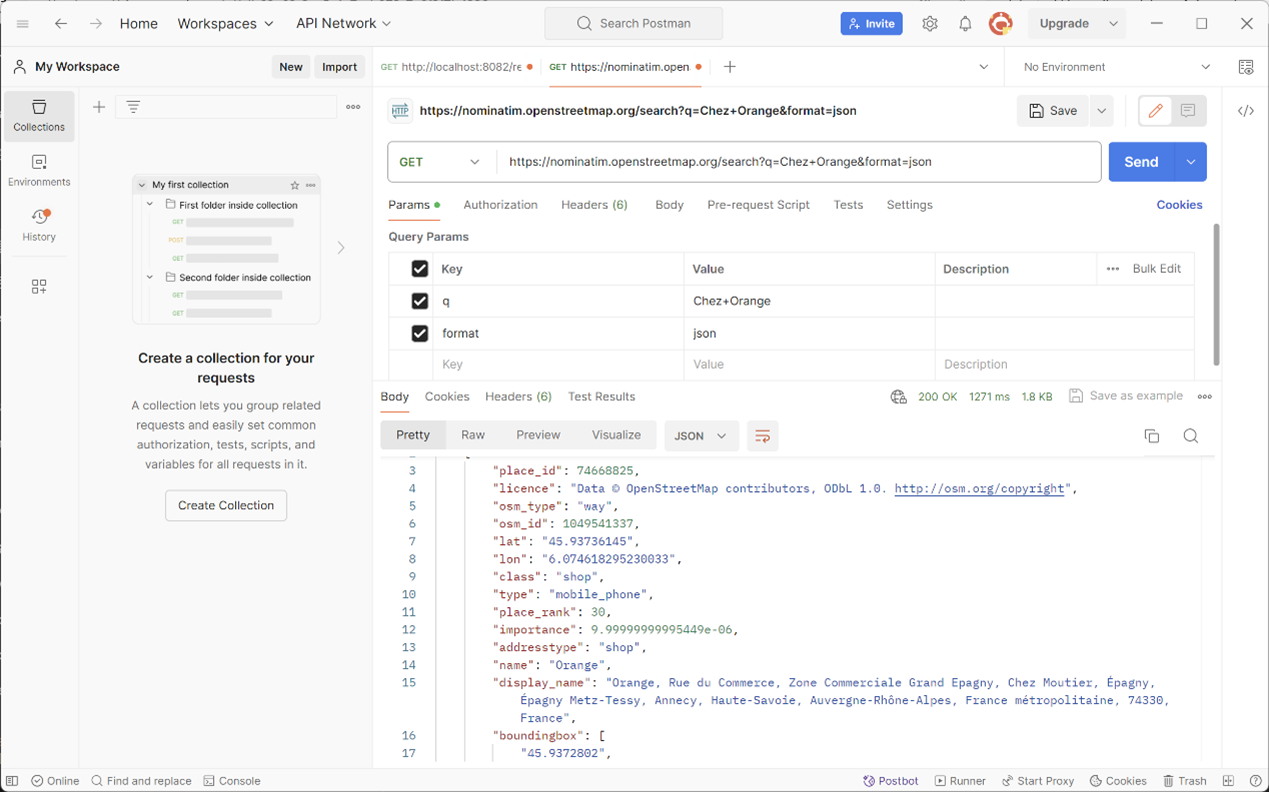 Home Workspaces API Network Search Postman Invite Upgrade
My Workspace New Import GET http://localhost:8082/re GET https://nominatim.open No Environment
Collections
Environments
History
My first collection
First folder inside collection
GET
POST
GET
Second folder inside collection
GET
GET
Create a collection for your
requests
A collection lets you group related
requests and easily set common
authorization, tests, scripts, and
variables for all requests in it.
Create Collection
HTTP https://nominatim.openstreetmap.org/search?q=Chez+Orange&format=json Save
GET https://nominatim.openstreetmap.org/search?q=Chez+Orange&format=json Send
Params Authorization Headers (6) Body Pre-request Script Tests Settings Cookies
Query Params
Key Value Description Bulk Edit
q Chez+Orange
format json
Key Value Description
Body Cookies Headers (6) Test Results 200 OK 1271 ms 1.8 KB Save as example
Pretty Raw Preview Visualize JSON
3 "place_id": 74668825,
4 "licence": "Data © OpenStreetMap contributors, ODbL 1.0. http://osm.org/copyright",
5 "osm_type": "way",
6 "osm_id": 1049541337,
7 "lat": "45.93736145",
8 "lon": "6.074618295230033",
9 "class": "shop",
10 "type": "mobile_phone",
11 "place_rank": 30,
12 "importance": 9.99999999995449e-06,
13 "addresstype": "shop",
14 "name": "Orange",
15 "display_name": "Orange, Rue du Commerce, Zone Commerciale Grand Epagny, Chez Moutier, Épagny,
Épagny Metz-Tessy, Annecy, Haute-Savoie, Auvergne-Rhône-Alpes, France métropolitaine, 74330,
France",
16 "boundingbox": [
17 "45.9372802",
Online Find and replace Console Postbot Runner Start Proxy Cookies Trash